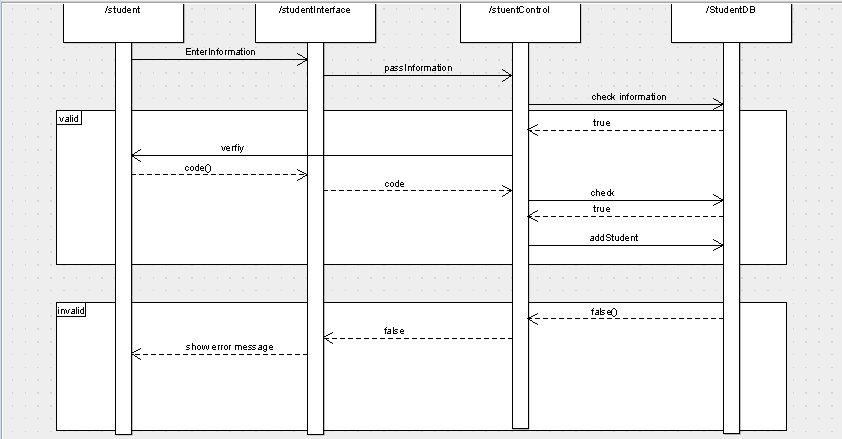 /student
/studentInterface
/stuentControl
/StudentDB
EnterInformation
passInformation
check information
valid
true
verfiy
code()
code
check
true
addStudent
invalid
false()
false
show error message